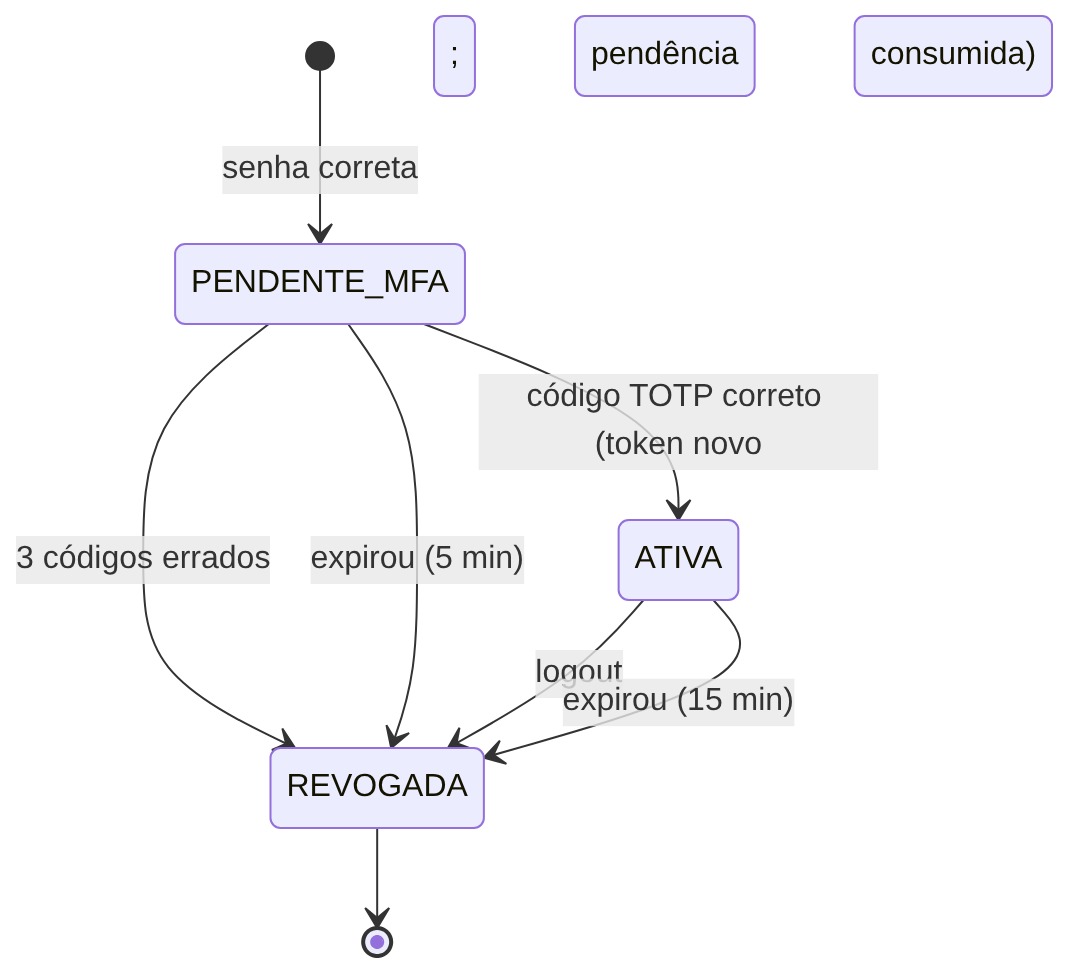 ;
pendência
consumida)
senha correta
PENDENTE_MFA
código TOTP correto
(token novo
3 códigos errados
expirou (5 min)
ATIVA
logout
expirou (15 min)
REVOGADA